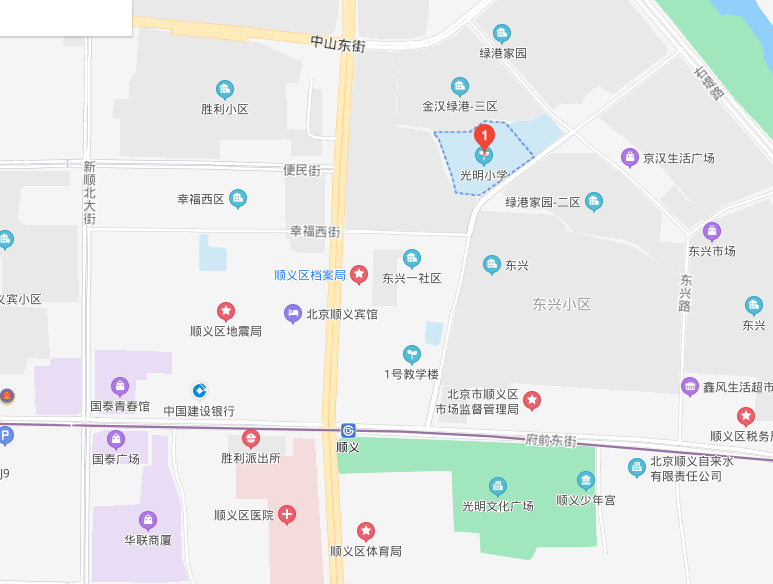 中山东街
绿港家园
右堤路
胜利小区
金汉绿港-三区
1
便民街
新顺北大街
光明小学
京汉生活广场
幸福西区
绿港家园-二区
幸福西街
东兴市场
顺义区档案局
东兴一社区
东兴
义宾小区
东兴小区
东兴路
东兴
北京顺义宾馆
顺义区地震局
1号教学楼
鑫风生活超市
北京市顺义区
市场监督管理局
国泰青春馆
中国建设银行
顺义区税务局
顺义
府前东街
P
国泰广场
胜利派出所
北京顺义自来水
有限责任公司
J9
光明文化广场
顺义少年宫
顺义区医院
华联商厦
顺义区体育局